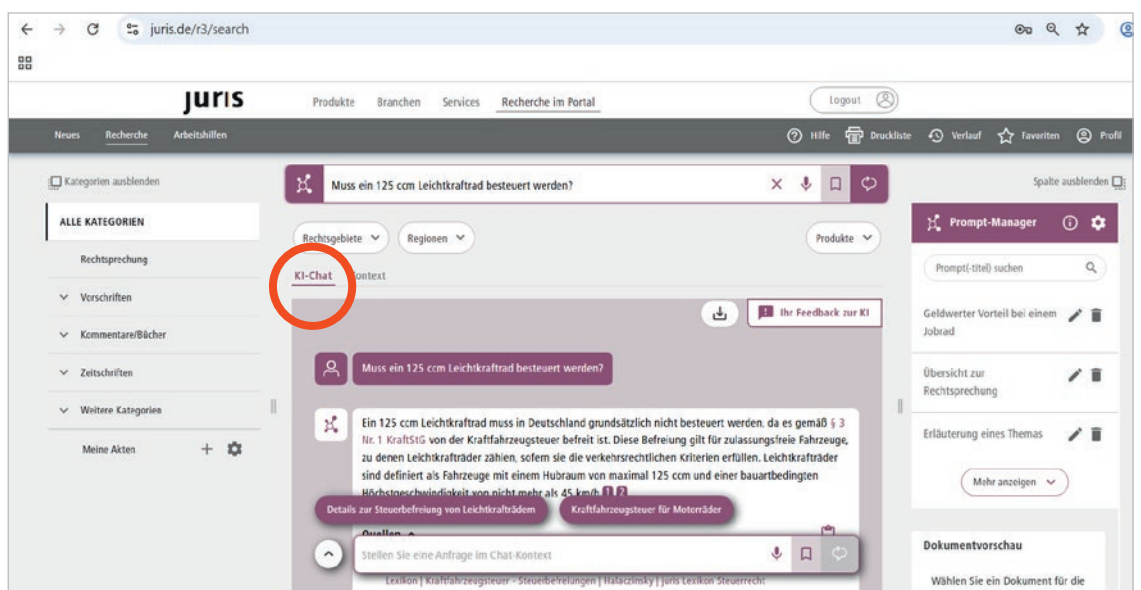 juris.de/r3/search
juris
Produkte Branchen Services Recherche im Portal Logout
Neues Recherche Arbeitshilfen Hilfe Druckliste Verlauf Favoriten Profil
Kategorien ausblenden
Muss ein 125 ccm Leichtkraftrad besteuert werden?
Spalte ausblenden
ALLE KATEGORIEN
Rechtsprechung
Vorschriften
Kommentare/Bücher
Zeitschriften
Weitere Kategorien
Meine Akten
Rechtsgebiete Regionen Produkte
KI-Chat ontext
Ihr Feedback zur KI
Muss ein 125 ccm Leichtkraftrad besteuert werden?
Ein 125 ccm Leichtkraftrad muss in Deutschland grundsätzlich nicht besteuert werden, da es gemäß § 3
Nr. 1 KraftStG von der Kraftfahrzeugsteuer befreit ist. Diese Befreiung gilt für zulassungsfreie Fahrzeuge,
zu denen Leichtkrafträder zählen, sofern sie die verkehrsrechtlichen Kriterien erfüllen. Leichtkrafträder
sind definiert als Fahrzeuge mit einem Hubraum von maximal 125 ccm und einer bauartbedingten
Höchstgeschwindigkeit von nicht mehr als 45 km/h. 1 2
Details zur Steuerbefreiung von Leichtkrafträdern Kraftfahrzeugsteuer für Motorräder
Quellen
Stellen Sie eine Anfrage im Chat-Kontext
Lexikon | Kraftfahrzeugsteuer - Steuerbefreiungen | Halaczinsky | juris Lexikon Steuerrecht
Prompt-Manager
Prompt(-titel) suchen
Geldwerter Vorteil bei einem
Jobrad
Übersicht zur
Rechtsprechung
Erläuterung eines Themas
Mehr anzeigen
Dokumentvorschau
Wählen Sie ein Dokument für die